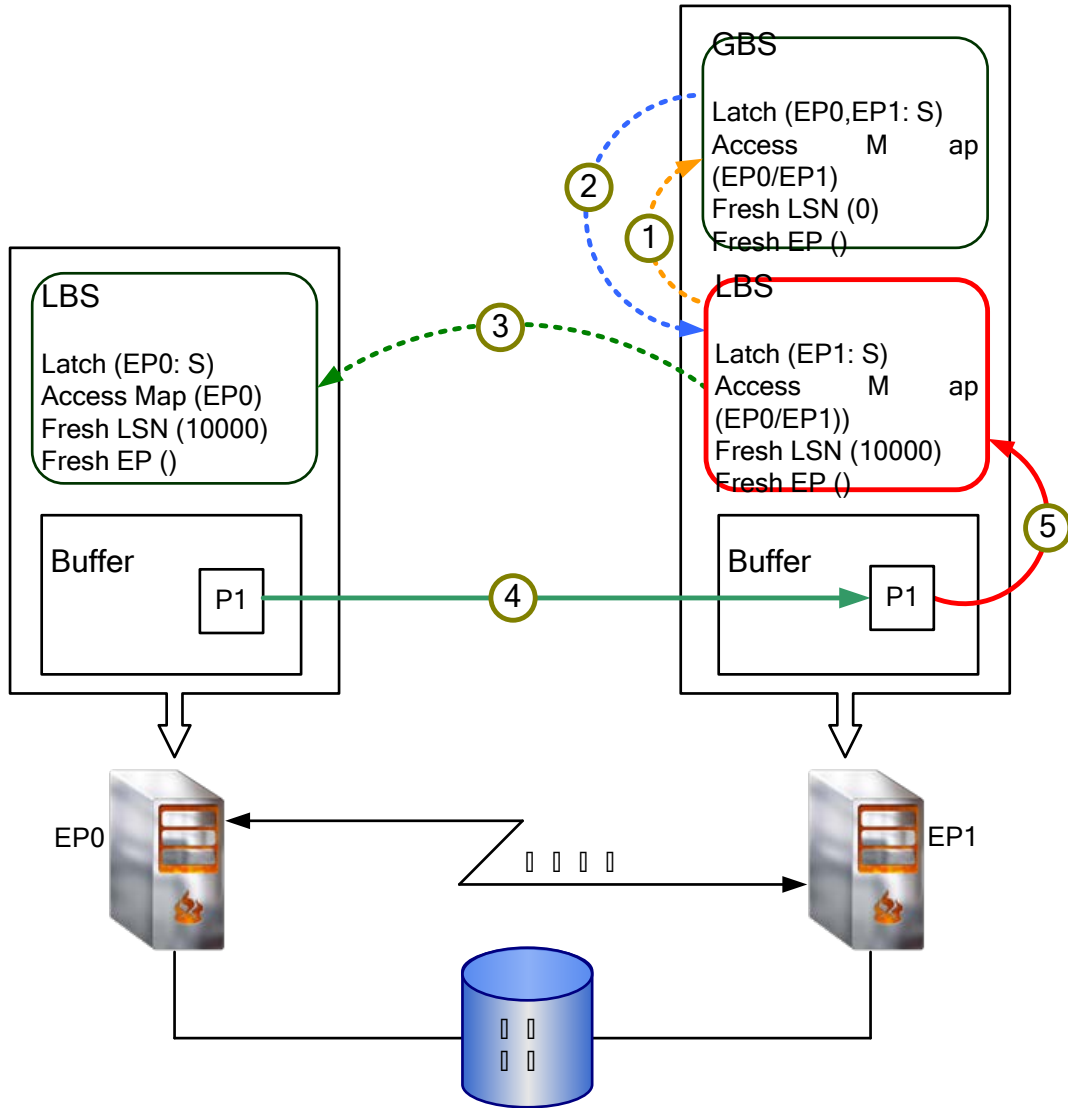 GBS
Latch (EP0,EP1: S)
Access M ap
(EP0/EP1)
Fresh LSN (0)
Fresh EP ()
2
1
LBS
Latch (EP0: S)
Access Map (EP0)
Fresh LSN (10000)
Fresh EP ()
3
LBS
Latch (EP1: S)
Access M ap
(EP0/EP1))
Fresh LSN (10000)
Fresh EP ()
5
Buffer
P1
4
Buffer
P1
EP0
EP1